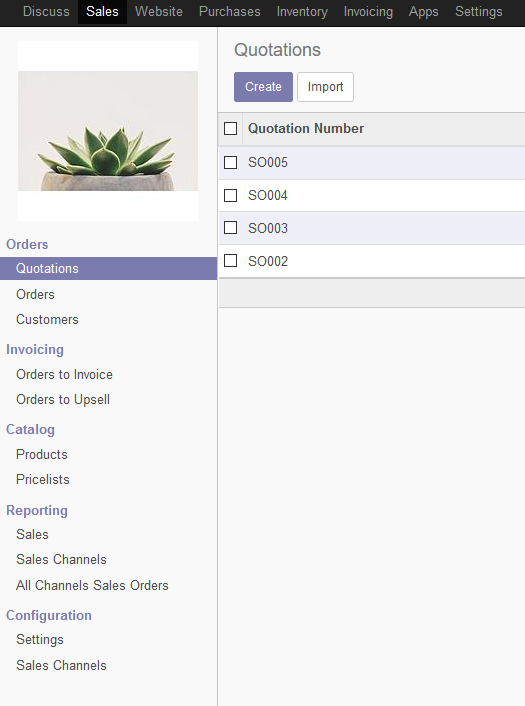 Discuss Sales Website Purchases Inventory Invoicing Apps Settings
Quotations
Create Import
Quotation Number
SO005
SO004
SO003
SO002
Orders
Quotations
Orders
Customers
Invoicing
Orders to Invoice
Orders to Upsell
Catalog
Products
Pricelists
Reporting
Sales
Sales Channels
All Channels Sales Orders
Configuration
Settings
Sales Channels